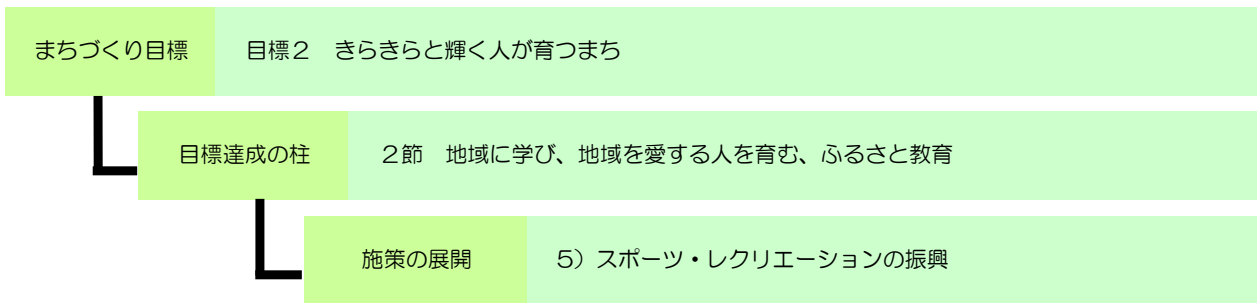 まちづくり目標　目標２　きらきらと輝く人が育つまち
目標達成の柱　２節　地域に学び、地域を愛する人を育む、ふるさと教育
施策の展開　５）スポーツ・レクリエーションの振興